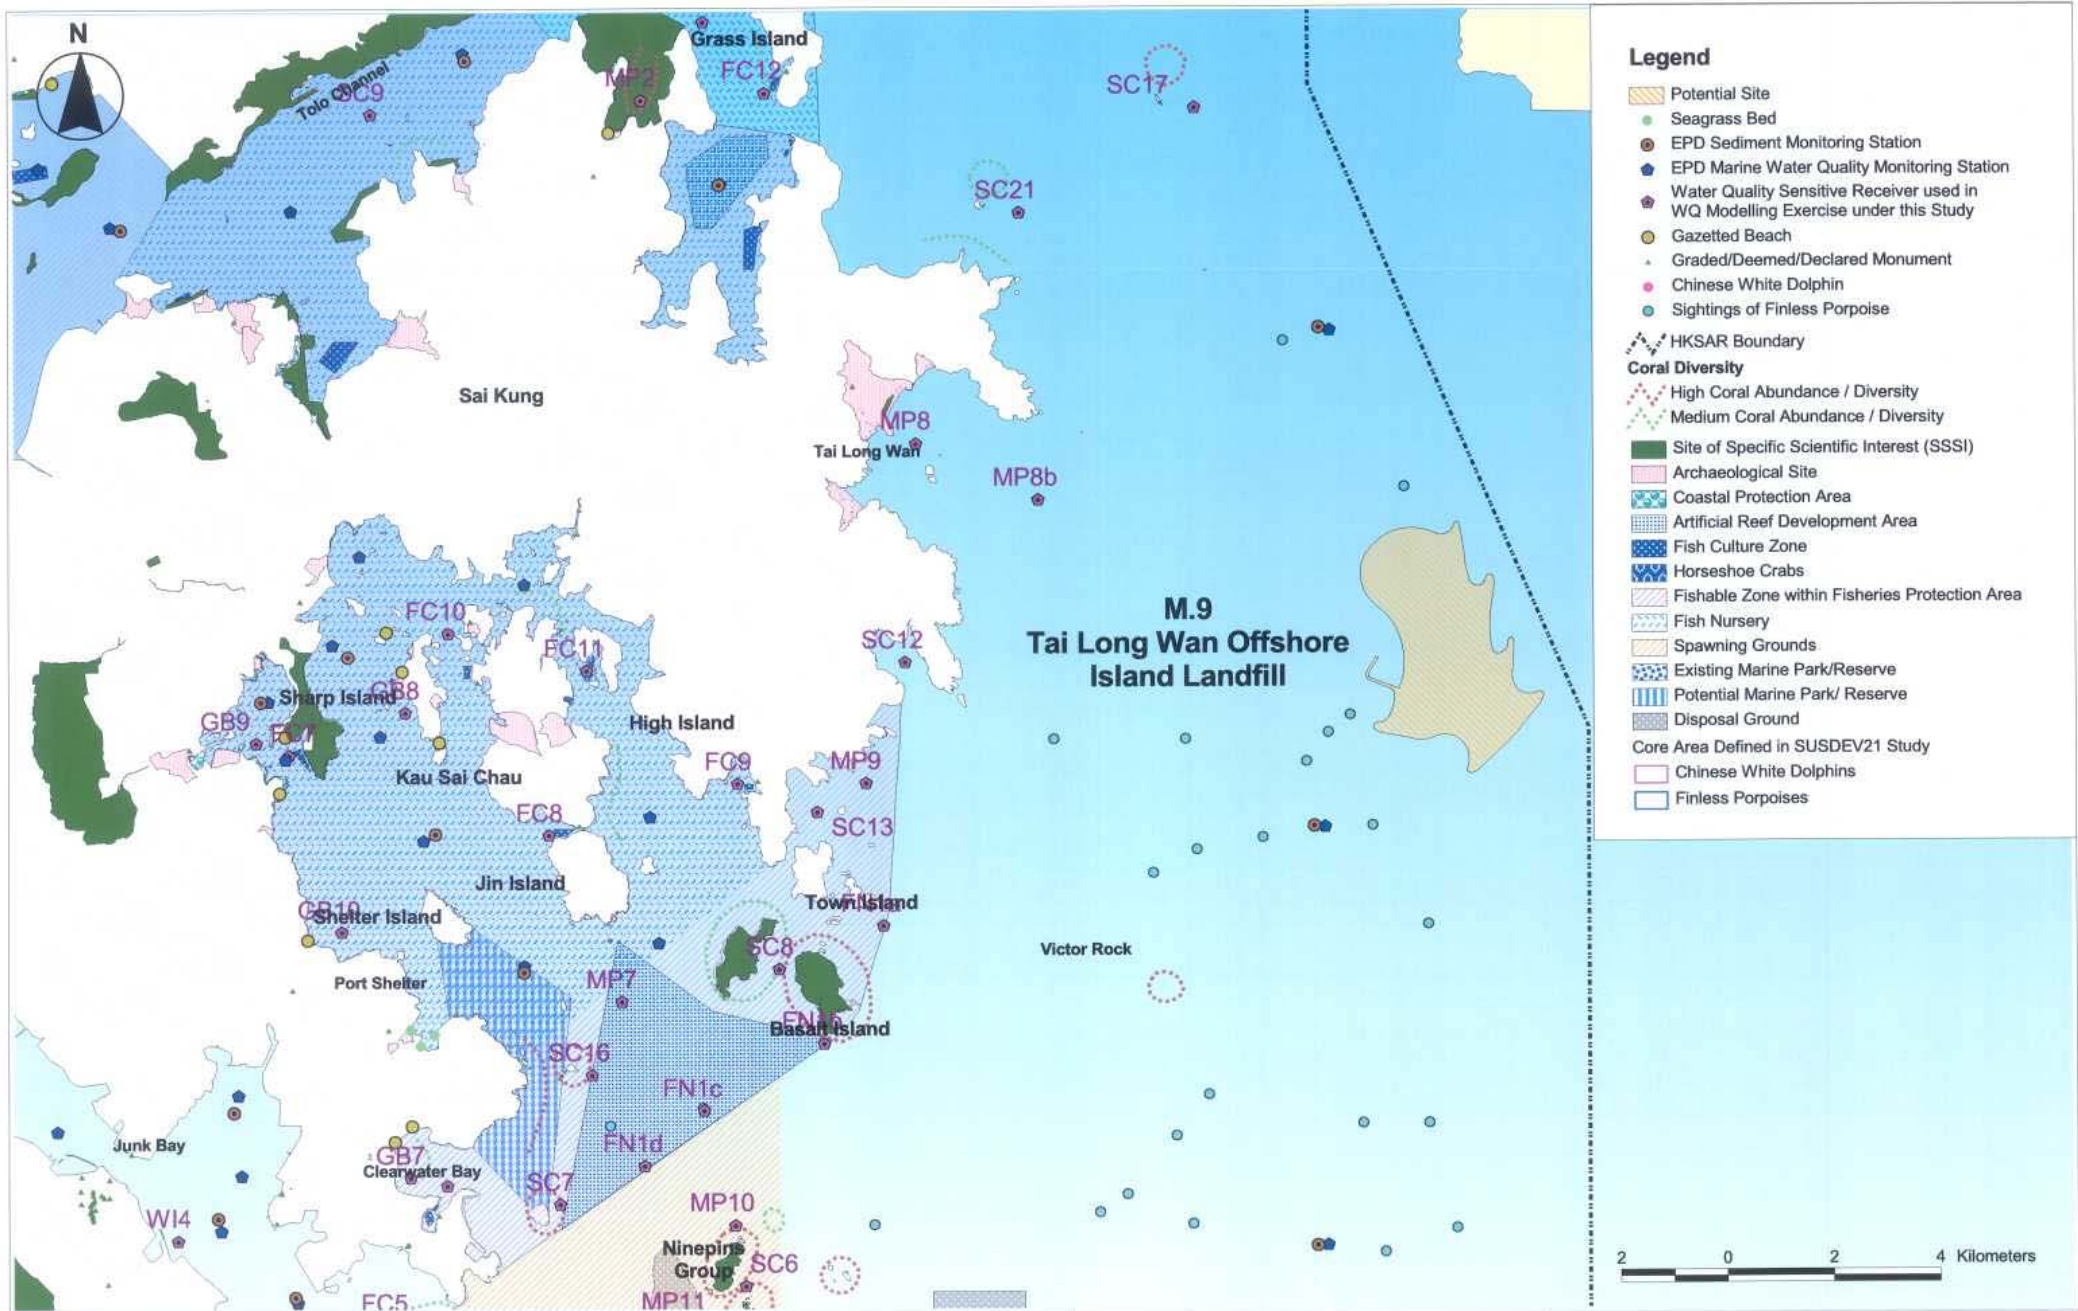 N
Grass Island
MP2
FC12
SC17
Tolo Channel
SC9
SC21
Sai Kung
MP8
Tai Long Wan
MP8b
M.9
Tai Long Wan Offshore
Island Landfill
FC10
FC11
SC12
Sharp Island
GB8
GB9
FC7
High Island
Kau Sai Chau
FC9
MP9
FC8
SC13
Jin Island
Town Island
GB10
Shelter Island
SC8
Victor Rock
Port Shelter
MP7
FN1b
Basalt Island
SC16
FN1c
Junk Bay
FN1d
GB7
Clearwater Bay
SC7
WI4
MP10
Ninepins
Group
SC6
MP11
FC5
Legend
Potential Site
Seagrass Bed
EPD Sediment Monitoring Station
EPD Marine Water Quality Monitoring Station
Water Quality Sensitive Receiver used in
WQ Modelling Exercise under this Study
Gazetted Beach
Graded/Deemed/Declared Monument
Chinese White Dolphin
Sightings of Finless Porpoise
HKSAR Boundary
Coral Diversity
High Coral Abundance / Diversity
Medium Coral Abundance / Diversity
Site of Specific Scientific Interest (SSSI)
Archaeological Site
Coastal Protection Area
Artificial Reef Development Area
Fish Culture Zone
Horseshoe Crabs
Fishable Zone within Fisheries Protection Area
Fish Nursery
Spawning Grounds
Existing Marine Park/Reserve
Potential Marine Park/ Reserve
Disposal Ground
Core Area Defined in SUSDEV21 Study
Chinese White Dolphins
Finless Porpoises
2 0 2 4 Kilometers